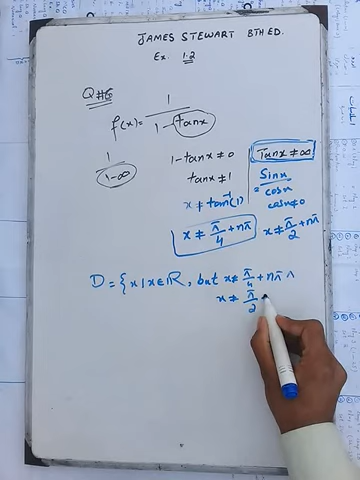 JAMES STEWART 8TH ED.
Ex. 1.2
Q#6
f(x) = 1 / (1 - tanx)
1 / (1-∞)
1-tanx ≠ 0
tanx ≠ 1
x ≠ tan⁻¹(1)
x ≠ π/4 + nπ
Tanx ≠ ∞
= Sinx / cosx
cosx ≠ 0
x ≠ π/2 + nπ
D = {x | x ∈ ℝ, but x ≠ π/4 + nπ ∧
x ≠ π/2